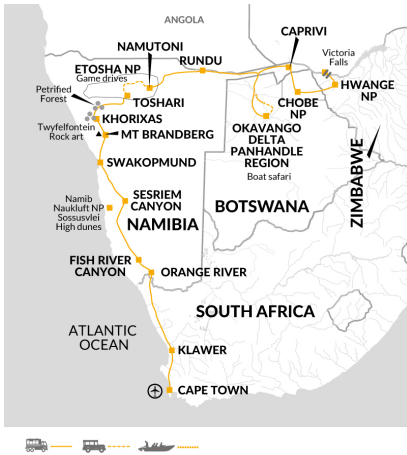 ANGOLA
CAPRIVI
NAMUTONI
Victoria
Falls
ETOSHA NP
Game drives
RUNDU
Petrified
Forest
TOSHARI
CHOBE
NP
HWANGE
NP
KHORIXAS
Twyfelfontein
Rock art
MT BRANDBERG
OKAVANGO
DELTA
PANHANDLE
REGION
Boat safari
SWAKOPMUND
ZIMBABWE
Namib
Naukluft NP
Sossusvlei
High dunes
SESRIEM
CANYON
NAMIBIA
BOTSWANA
FISH RIVER
CANYON
ORANGE RIVER
SOUTH AFRICA
ATLANTIC
OCEAN
KLAWER
CAPE TOWN